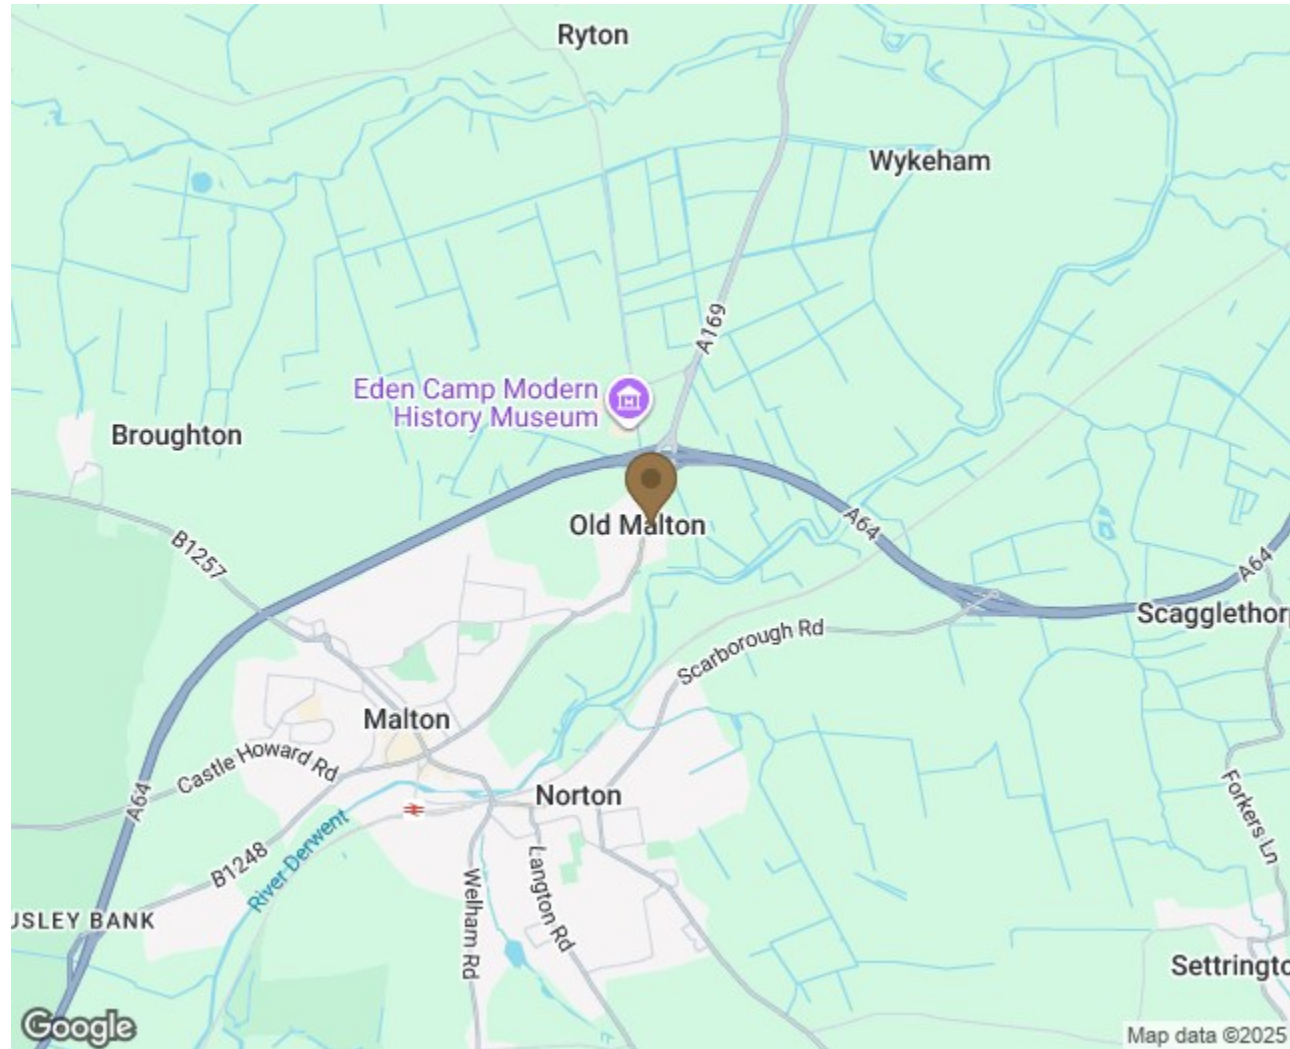 Ryton
Wykeham
A169
Eden Camp Modern
History Museum
Broughton
Old Malton
A64
B1257
A64
Scagglethorp
Scarborough Rd
Malton
Castle Howard Rd
A64
Norton
Forkers Ln
B1248
River Derwent
Langton Rd
Welham Rd
USLEY BANK
Settringto
Google
Map data ©2025